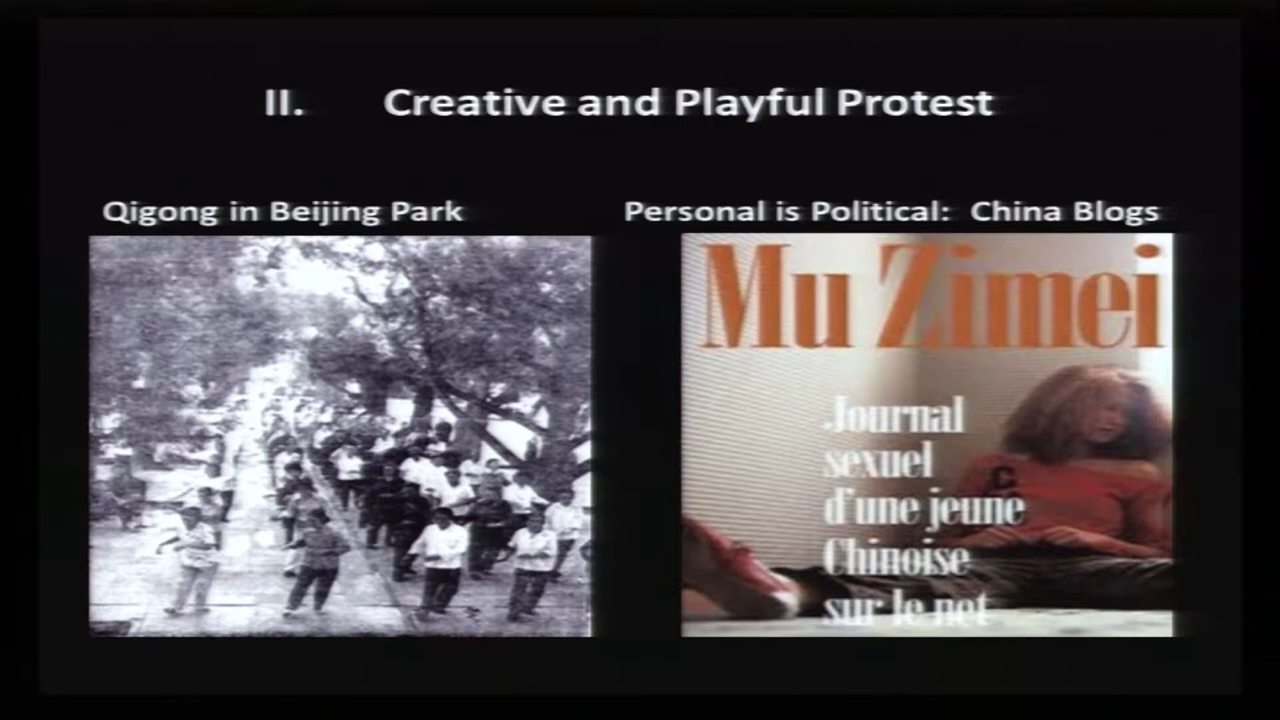 II. Creative and Playful Protest
Qigong in Beijing Park
Personal is Political: China Blogs
Mu Zimei
Journal
sexuel
d'une jeune
Chinoise
sur le net